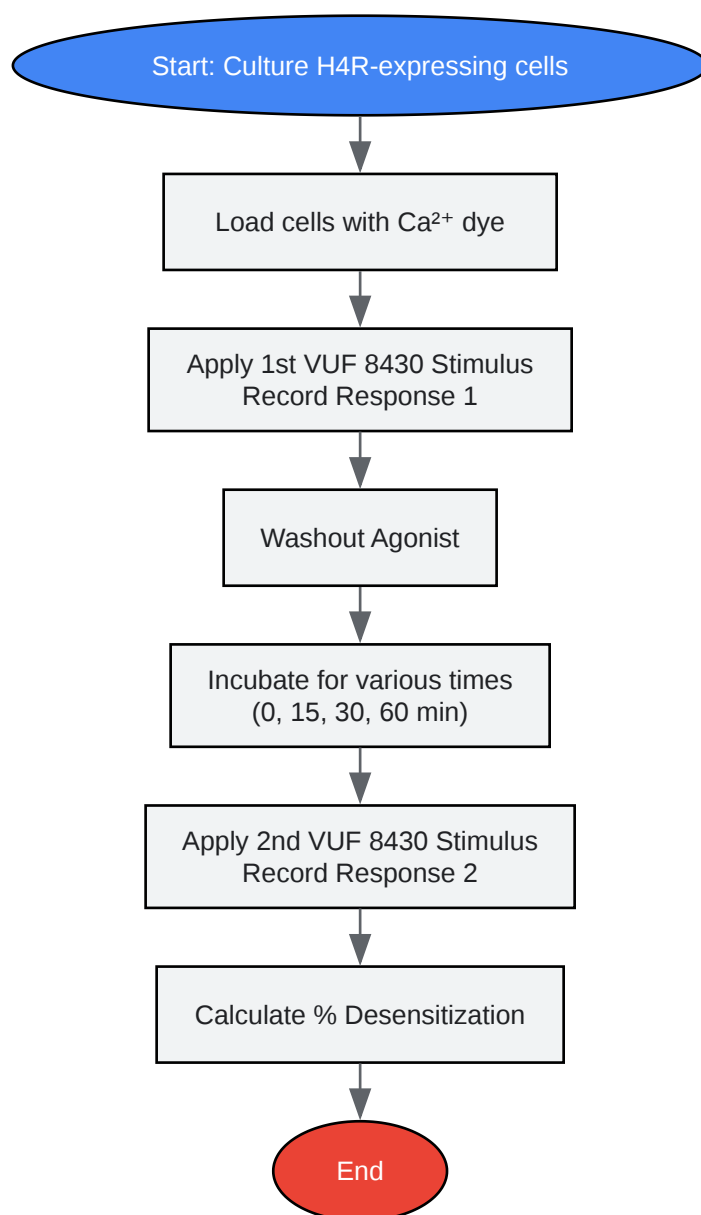 Start: Culture H4R-expressing cells
Load cells with Ca²⁺ dye
Apply 1st VUF 8430 Stimulus
Record Response 1
Washout Agonist
Incubate for various times
(0, 15, 30, 60 min)
Apply 2nd VUF 8430 Stimulus
Record Response 2
Calculate % Desensitization
End